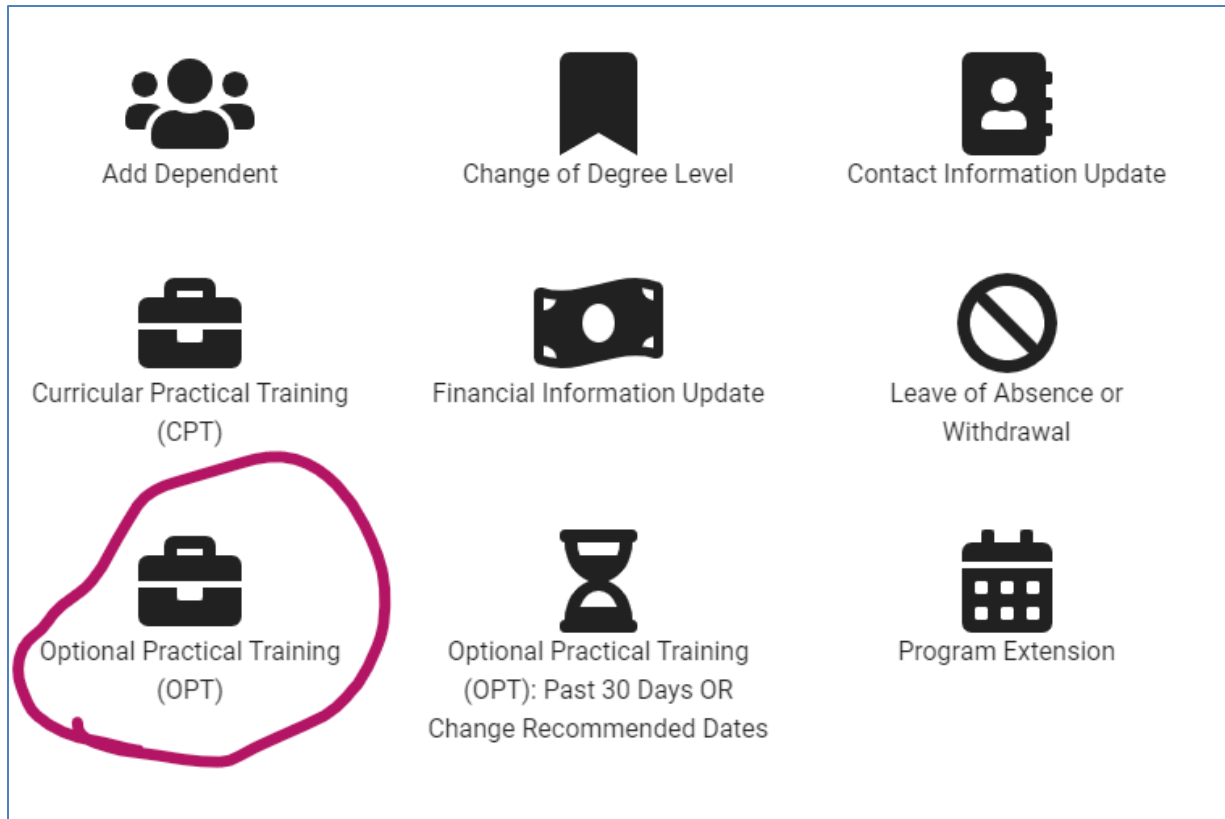 Add Dependent
Change of Degree Level
Contact Information Update
Curricular Practical Training
(CPT)
Financial Information Update
Leave of Absence or
Withdrawal
Optional Practical Training
(OPT)
Optional Practical Training
(OPT): Past 30 Days OR
Change Recommended Dates
Program Extension